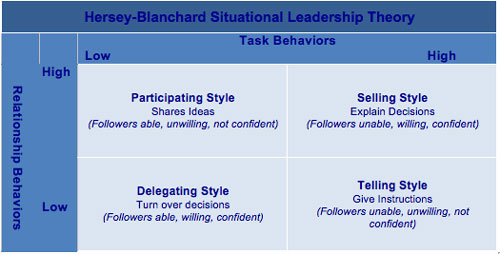 Hersey-Blanchard Situational Leadership Theory
Task Behaviors
Low High
Relationship Behaviors
High
Participating Style
Shares Ideas
(Followers able, unwilling, not confident)
Selling Style
Explain Decisions
(Followers unable, willing, confident)
Low
Delegating Style
Turn over decisions
(Followers able, willing, confident)
Telling Style
Give Instructions
(Followers unable, unwilling, not
confident)